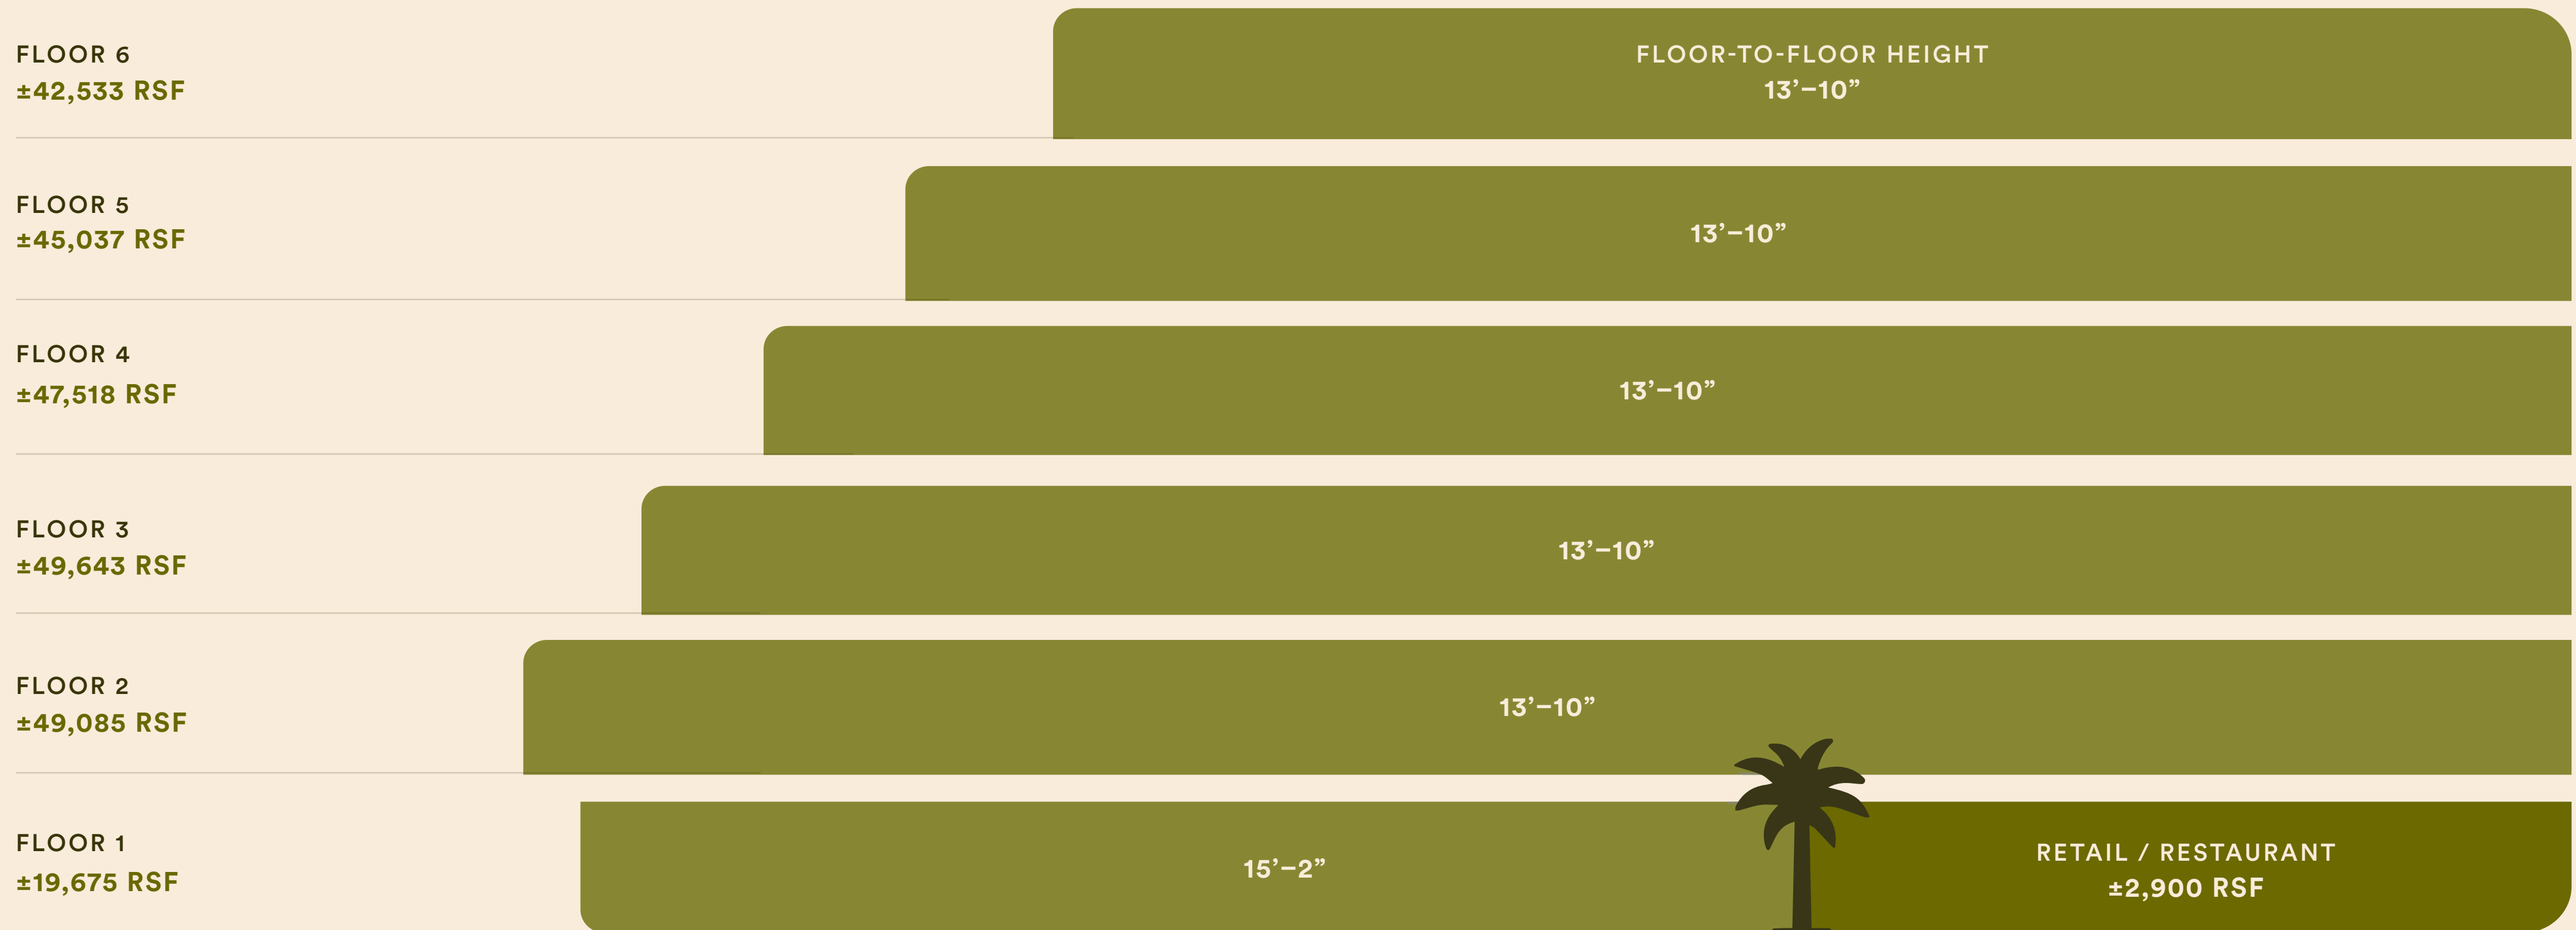 FLOOR 6
±42,533 RSF
FLOOR-TO-FLOOR HEIGHT
13’–10”
FLOOR 5
±45,037 RSF
13’–10”
FLOOR 4
±47,518 RSF
13’–10”
FLOOR 3
±49,643 RSF
13’–10”
FLOOR 2
±49,085 RSF
13’–10”
FLOOR 1
±19,675 RSF
15’–2”
RETAIL / RESTAURANT
±2,900 RSF